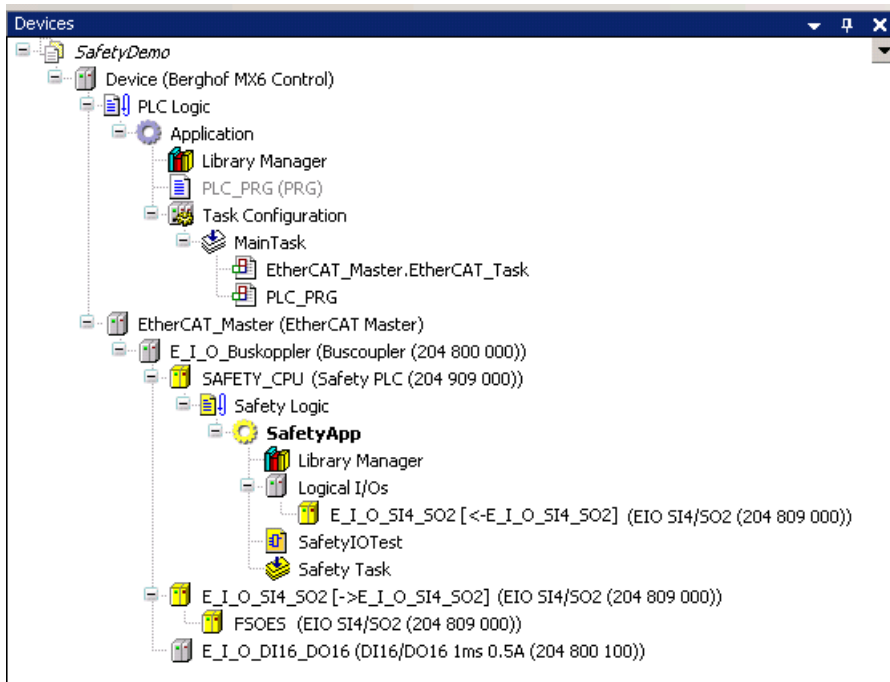 Devices
SafetyDemo
Device (Berghof MX6 Control)
PLC Logic
Application
Library Manager
PLC_PRG (PRG)
Task Configuration
MainTask
EtherCAT_Master.EtherCAT_Task
PLC_PRG
EtherCAT_Master (EtherCAT Master)
E_I_O_Buskoppler (Buscoupler (204 800 000))
SAFETY_CPU (Safety PLC (204 909 000))
Safety Logic
SafetyApp
Library Manager
Logical I/Os
E_I_O_SI4_SO2 [<-E_I_O_SI4_SO2] (EIO SI4/SO2 (204 809 000))
SafetyIOTest
Safety Task
E_I_O_SI4_SO2 [->E_I_O_SI4_SO2] (EIO SI4/SO2 (204 809 000))
FSOES (EIO SI4/SO2 (204 809 000))
E_I_O_DI16_DO16 (DI16/DO16 1ms 0.5A (204 800 100))